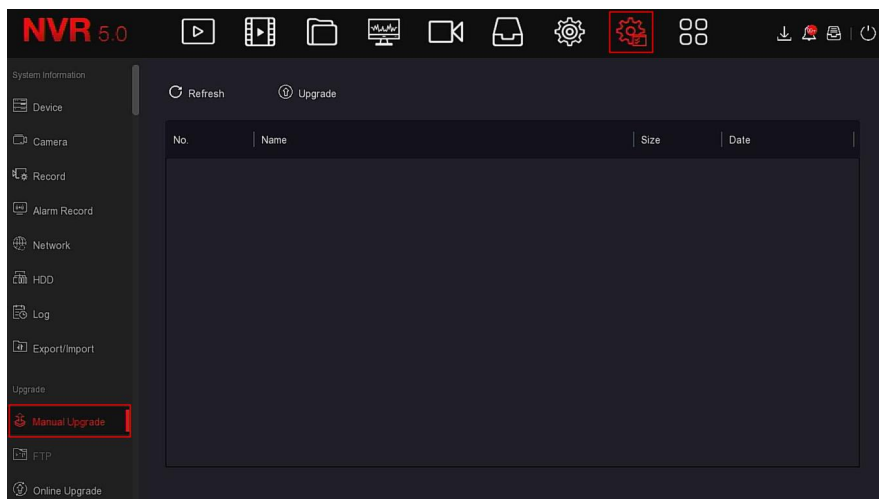 NVR 5.0
System Information
Device
Camera
Record
Alarm Record
Network
HDD
Log
Export/Import
Upgrade
Manual Upgrade
FTP
Online Upgrade
Refresh Upgrade
No. Name Size Date